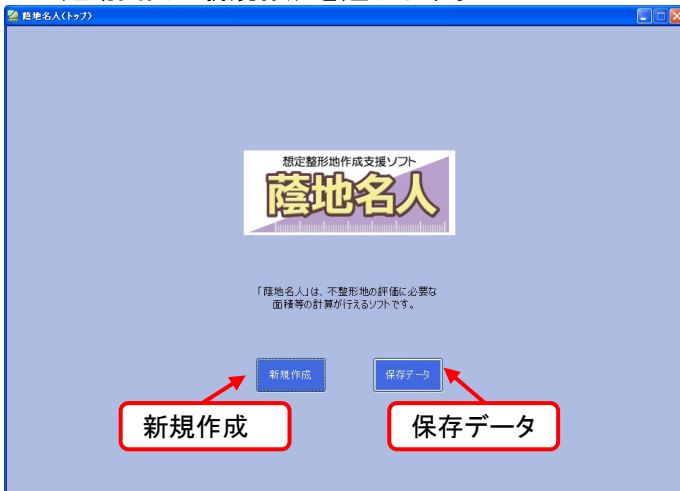 蔭地名人(トップ)
想定整形地作成支援ソフト
蔭地名人
「蔭地名人」は、不整形地の評価に必要な
面積等の計算が行えるソフトです。
新規作成
保存データ
新規作成
保存データ